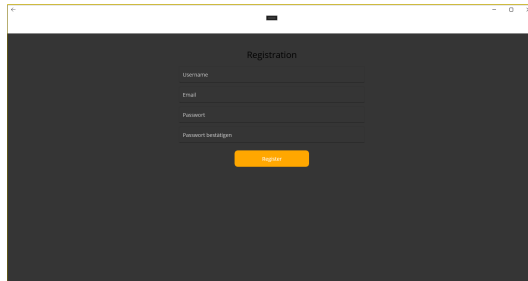 Registration
Username
Email
Passwort
Passwort bestätigen
Register